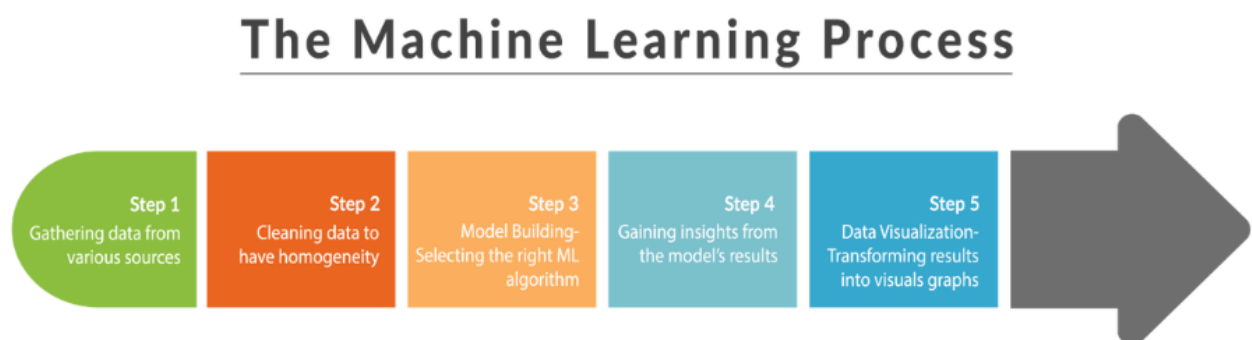 The Machine Learning Process
Step 1
Gathering data from
various sources
Step 2
Cleaning data to
have homogeneity
Step 3
Model Building-
Selecting the right ML
algorithm
Step 4
Gaining insights from
the model's results
Step 5
Data Visualization-
Transforming results
into visuals graphs